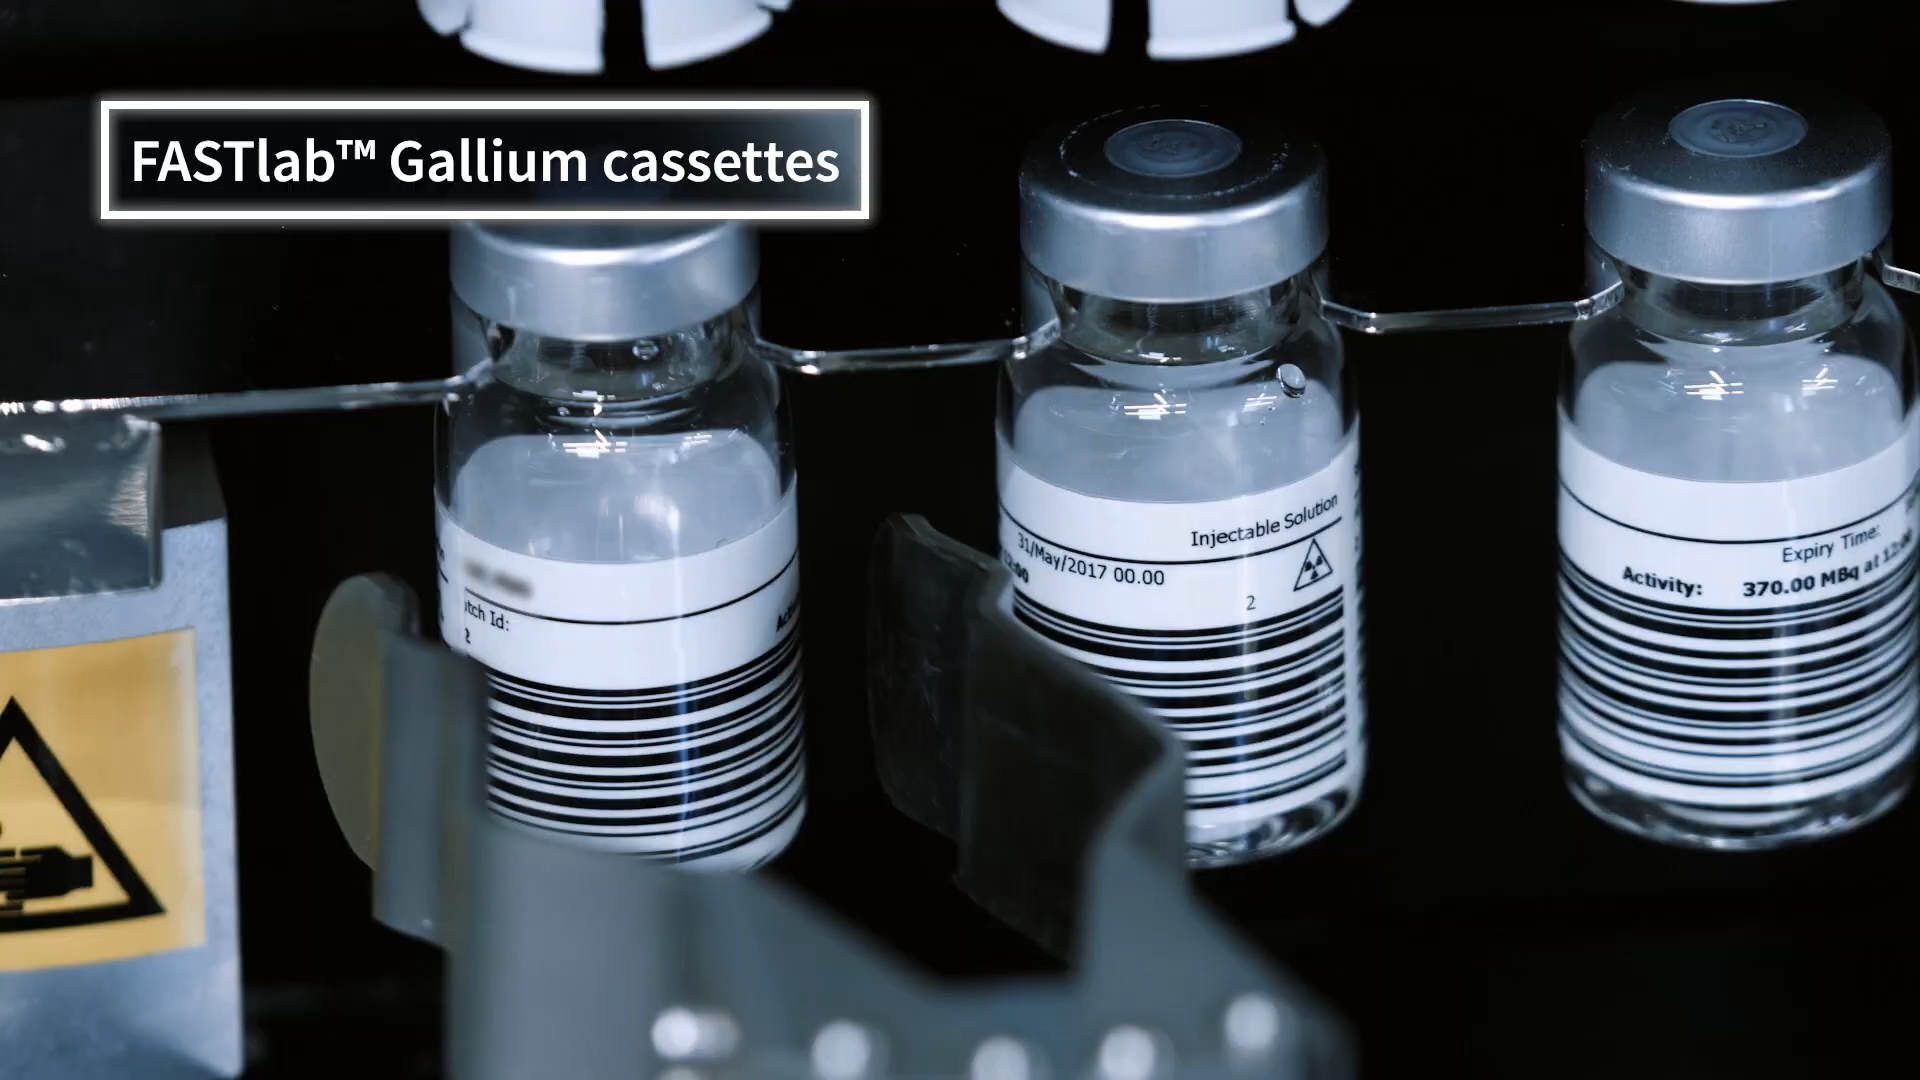 FASTlab™ Gallium cassettes
Injectable Solution
31/May/2017 00.00
2
Expiry Time:
Activity: 370.00 MBq at
Id:
2